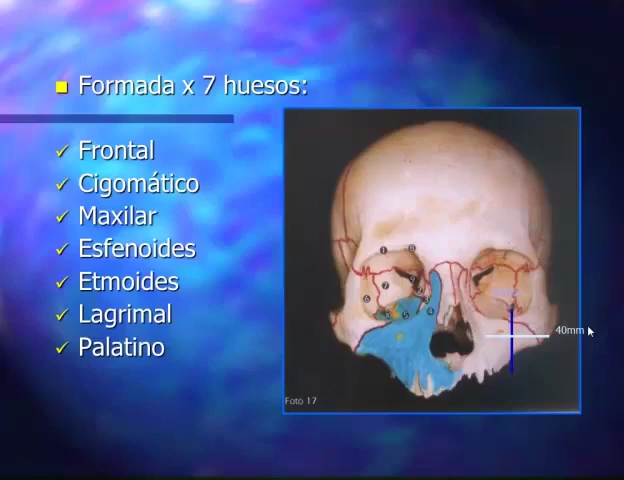 Formada x 7 huesos:
Frontal
Cigomático
Maxilar
Esfenoides
Etmoides
Lagrimal
Palatino
40mm
Foto 17